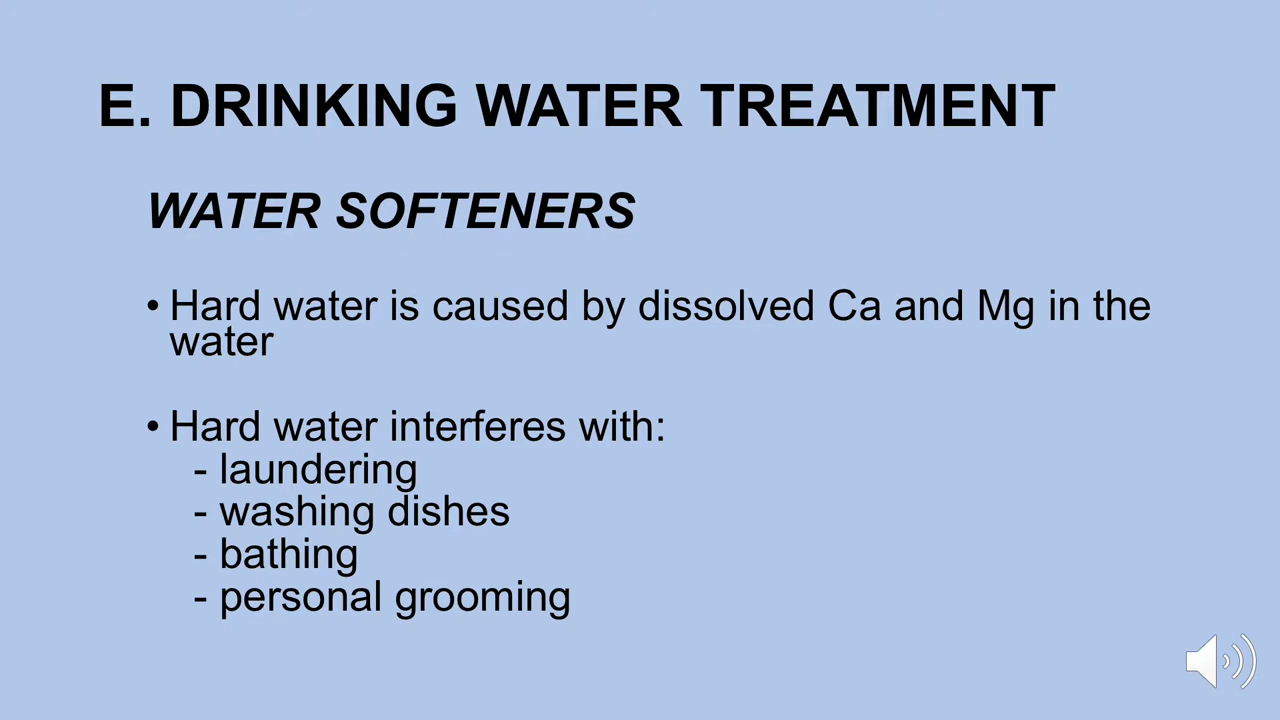 E. DRINKING WATER TREATMENT
WATER SOFTENERS
• Hard water is caused by dissolved Ca and Mg in the
water
• Hard water interferes with:
- laundering
- washing dishes
- bathing
- personal grooming